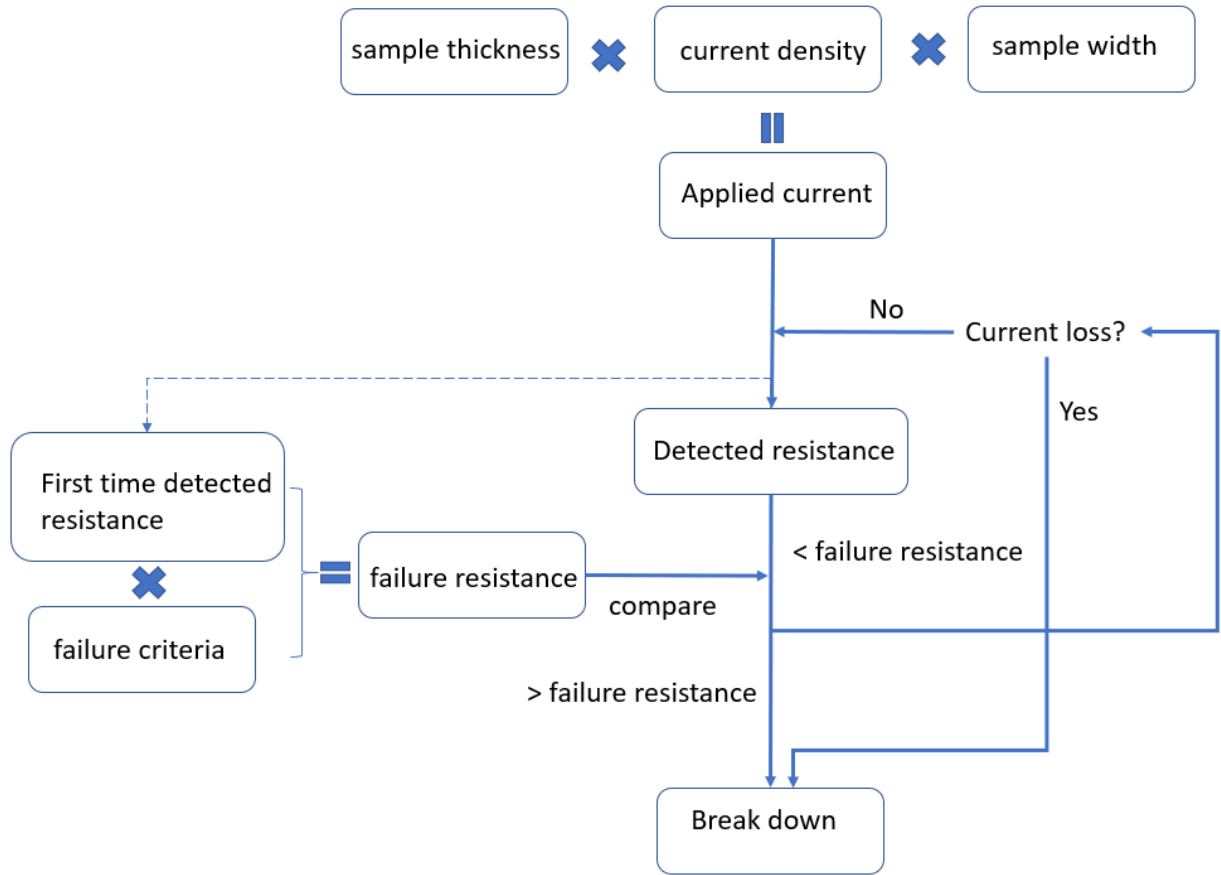 sample thickness
current density
sample width
Applied current
No
Current loss?
Yes
Detected resistance
First time detected
resistance
< failure resistance
failure resistance
compare
failure criteria
> failure resistance
Break down